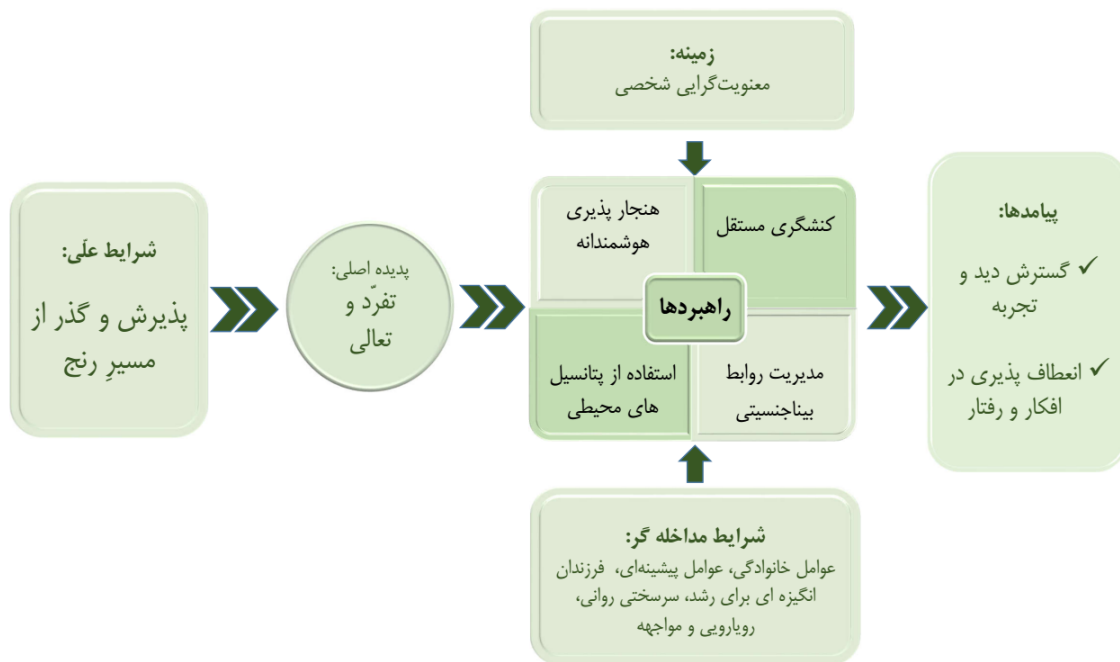 زمینه:
معنویت‌گرایی شخصی
شرایط علّی:
پذیرش و گذر از
مسیرِ رنج
پدیده اصلی:
تفرّد و
تعالی
کنشگری مستقل
هنجار پذیری
هوشمندانه
راهبردها
مدیریت روابط
بیناجنسیتی
استفاده از پتانسیل
های محیطی
پیامدها:
✓ گسترش دید و
تجربه
✓ انعطاف پذیری در
افکار و رفتار
شرایط مداخله گر:
عوامل خانوادگی، عوامل پیشینه‌ای، فرزندان
انگیزه ای برای رشد، سرسختی روانی،
رویارویی و مواجهه